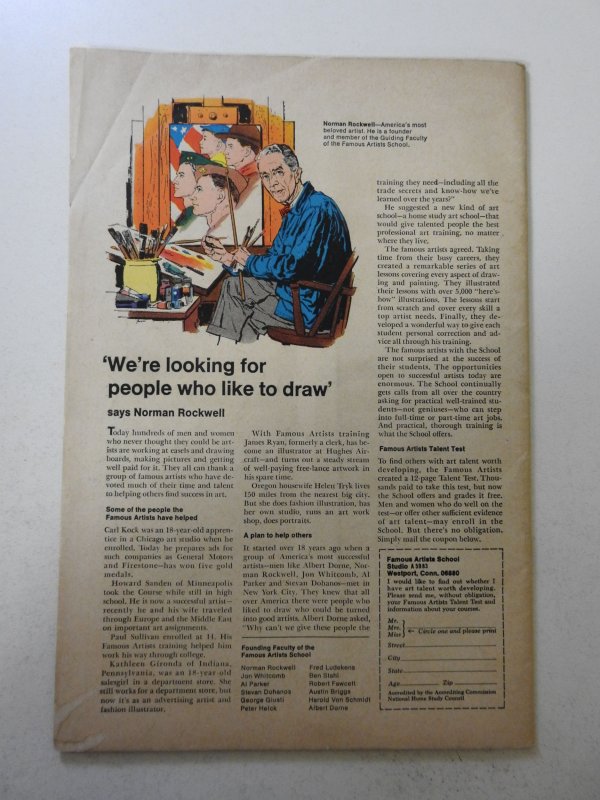 Norman Rockwell—America's most
beloved artist. He is a founder
and member of the Guiding Faculty
of the Famous Artists School.
'We're looking for
people who like to draw'
says Norman Rockwell
Today hundreds of men and women
who never thought they could be art-
ists are working at easels and drawing
boards, making pictures and getting
well paid for it. They all can thank a
group of famous artists who have de-
voted much of their time and talent
to helping others find success in art.
Some of the people the
Famous Artists have helped
Carl Kock was an 18-year-old appren-
tice in a Chicago art studio when he
enrolled. Today he prepares ads for
such companies as General Motors
and Firestone—has won five gold
medals.
Howard Sanden of Minneapolis
took the Course while still in high
school. He is now a successful artist—
recently he and his wife traveled
through Europe and the Middle East
on important art assignments.
Paul Sullivan enrolled at 14. His
Famous Artists training helped him
work his way through college.
Kathleen Gironda of Indiana,
Pennsylvania, was an 18-year-old
salesgirl in a department store. She
still works for a department store, but
now it's as an advertising artist and
fashion illustrator.
With Famous Artists training
James Ryan, formerly a clerk, has be-
come an illustrator at Hughes Air-
craft—and turns out a steady stream
of well-paying free-lance artwork in
his spare time.
Oregon housewife Helen Tryk lives
150 miles from the nearest big city.
But she does fashion illustration, has
her own studio, runs an art work
shop, does portraits.
A plan to help others
It started over 18 years ago when a
group of America's most successful
artists—men like Albert Dorne, Nor-
man Rockwell, Jon Whitcomb, Al
Parker and Stevan Dohanos—met in
New York City. They knew that all
over America there were people who
liked to draw who could be turned
into good artists. Albert Dorne asked,
"Why can't we give these people the
Founding Faculty of the
Famous Artists School
Norman Rockwell
Jon Whitcomb
Al Parker
Stevan Dohanos
George Giusti
Peter Helck
Fred Ludekens
Ben Stahl
Robert Fawcett
Austin Briggs
Harold Von Schmidt
Albert Dorne
training they need—including all the
trade secrets and know-how we've
learned over the years?"
He suggested a new kind of art
school—a home study art school—that
would give talented people the best
professional art training, no matter
where they live.
The famous artists agreed. Taking
time from their busy careers, they
created a remarkable series of art
lessons covering every aspect of draw-
ing and painting. They illustrated
their lessons with over 5,000 "here's-
how" illustrations. The lessons start
from scratch and cover every skill a
top artist needs. Finally, they de-
veloped a wonderful way to give each
student personal correction and ad-
vice all through his training.
The famous artists with the School
are not surprised at the success of
their students. The opportunities
open to successful artists today are
enormous. The School continually
gets calls from all over the country
asking for practical well-trained stu-
dents—not geniuses—who can step
into full-time or part-time art jobs.
And practical, thorough training is
what the School offers.
Famous Artists Talent Test
To find others with art talent worth
developing, the Famous Artists
created a 12-page Talent Test. Thou-
sands paid to take this test, but now
the School offers and grades it free.
Men and women who do well on the
test—or offer other sufficient evidence
of art talent—may enroll in the
School. But there's no obligation.
Simply mail the coupon below.
Famous Artists School
Studio
Westport, Conn. 06880
I would like to find out whether I
have art talent worth developing.
Please send me, without obligation,
your Famous Artists Talent Test and
information about your courses.
Mr.
Mrs.
Miss
Circle one and please print
Street
City
State
Age Zip
Accredited by the Accrediting Commission
National Home Study Council